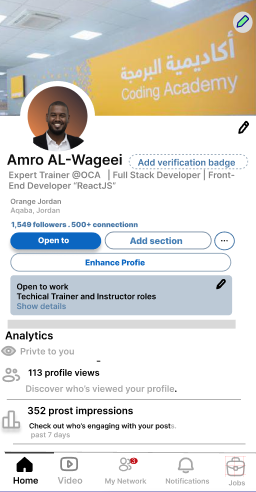 أكاديمية البرمجة
Coding Academy
Amro AL-Wageei
Add verification badge
Expert Trainer @OCA | Full Stack Developer | Front-
End Developer “ReactJS”
Orange Jordan
Aqaba, Jordan
1,549 followers . 500+ connectionn
Open to
Add section
Enhance Profie
Open to work
Techical Trainer and Instructor roles
Show details
Analytics
Privte to you
113 profile views
Discover who's viewed your profile.
352 prost impressions
Check out who's engaging with your posts.
past 7 days
3
Home
Video
My Network
Notifications
Jobs